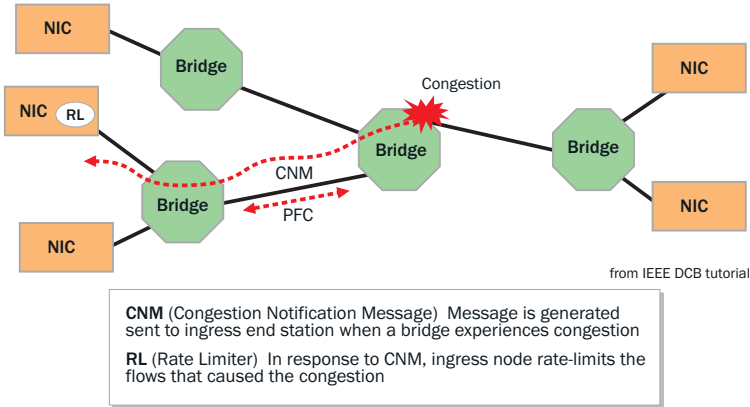 NIC
Bridge
NIC
Congestion
NIC
RL
Bridge
Bridge
CNM
Bridge
PFC
NIC
NIC
from IEEE DCB tutorial
CNM (Congestion Notification Message)  Message is generated
sent to ingress end station when a bridge experiences congestion
RL (Rate Limiter)  In response to CNM, ingress node rate-limits the
flows that caused the congestion